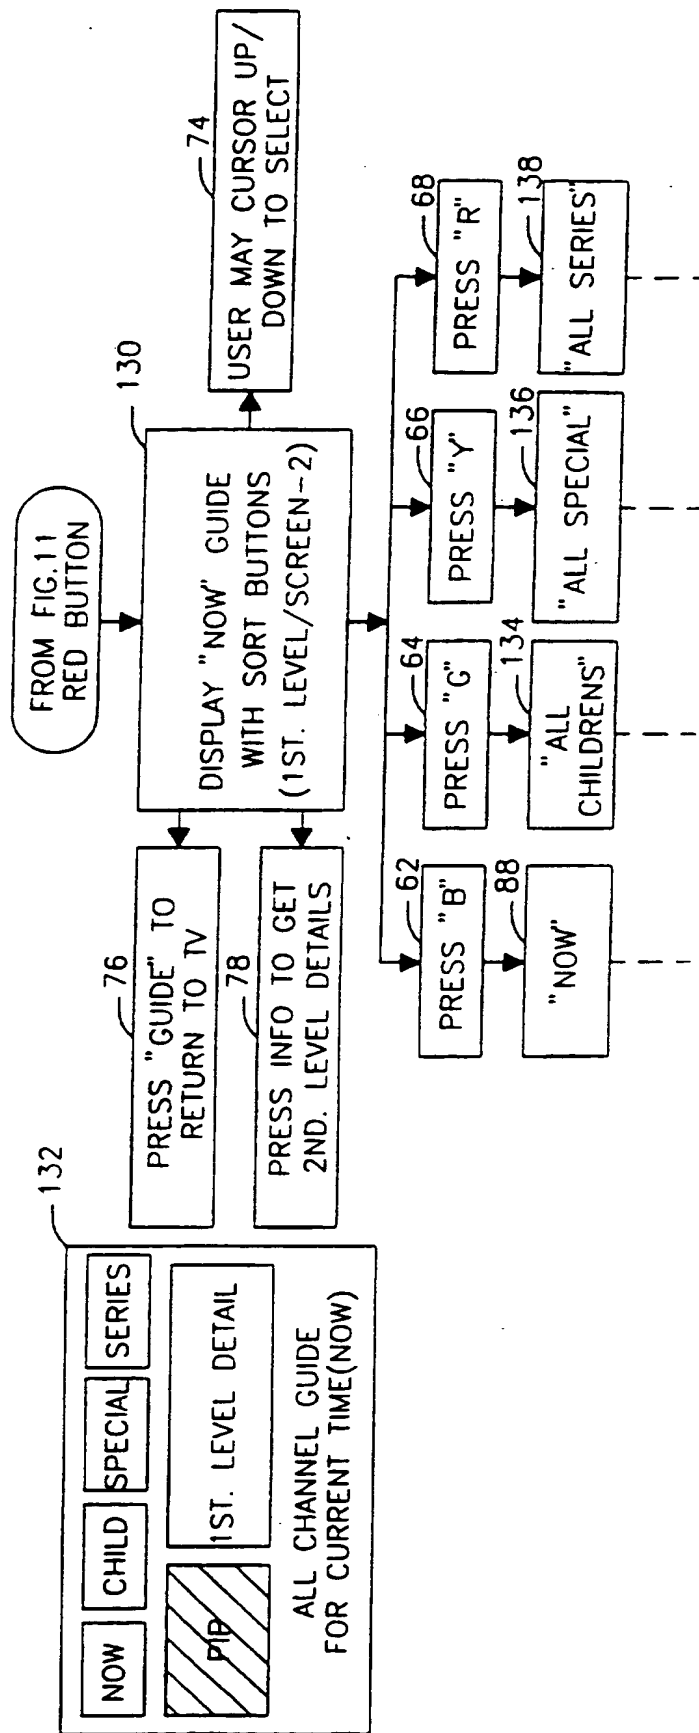 FROM FIG.11
RED BUTTON
130
DISPLAY "NOW" GUIDE
WITH SORT BUTTONS
(1ST. LEVEL/SCREEN-2)
74
USER MAY CURSOR UP/
DOWN TO SELECT
76
PRESS "GUIDE" TO
RETURN TO TV
78
PRESS INFO TO GET
2ND. LEVEL DETAILS
132
NOW
CHILD
SPECIAL
SERIES
PIP
1ST. LEVEL DETAIL
ALL CHANNEL GUIDE
FOR CURRENT TIME(NOW)
62
PRESS "B"
88
"NOW"
64
PRESS "G"
134
"ALL
CHILDRENS"
66
PRESS "Y"
136
"ALL SPECIAL"
68
PRESS "R"
138
"ALL SERIES"